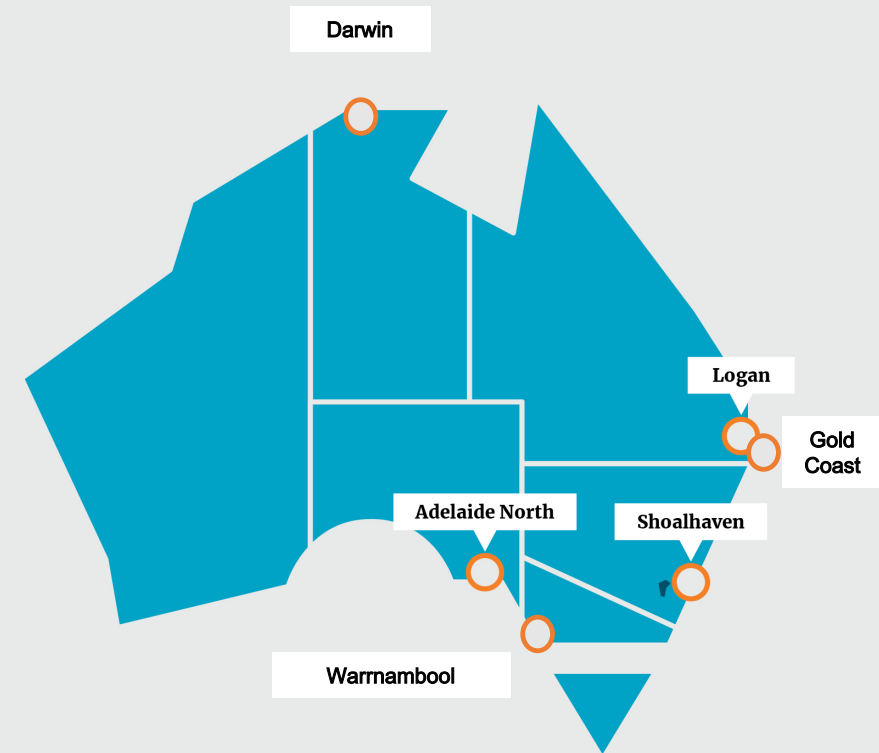 Darwin
Logan
Gold
Coast
Adelaide North
Shoalhaven
Warrnambool